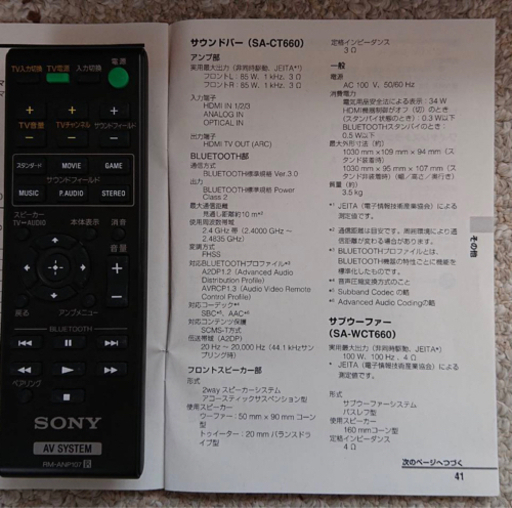 TV入力切換 TV電源 入力切換 電源
+ + +
TV音量 TVチャンネル サウンドフィールド
− − −
スタンダード MOVIE GAME
サウンドフィールド
MUSIC P.AUDIO STEREO
スピーカー
TV↔AUDIO 本体表示 消音
音量
+
−
戻る アンプメニュー
BLUETOOTH
ペアリング
SONY
AV SYSTEM
RM-ANP107 R
サウンドバー（SA-CT660）
アンプ部
実用最大出力（非同時駆動、JEITA*1）
フロントL：85 W、1 kHz、3 Ω
フロントR：85 W、1 kHz、3 Ω
入力端子
HDMI IN 1/2/3
ANALOG IN
OPTICAL IN
出力端子
HDMI TV OUT (ARC)
BLUETOOTH部
通信方式
BLUETOOTH標準規格 Ver.3.0
出力
BLUETOOTH標準規格 Power
Class 2
最大通信距離
見通し距離約10 m*2
使用周波数帯域
2.4 GHz 帯（2.4000 GHz ～
2.4835 GHz）
変調方式
FHSS
対応BLUETOOTHプロファイル*3
A2DP1.2（Advanced Audio
Distribution Profile）
AVRCP1.3（Audio Video Remote
Control Profile）
対応コーデック*4
SBC*5、AAC*6
対応コンテンツ保護
SCMS-T方式
伝送帯域（A2DP）
20 Hz ～ 20,000 Hz（44.1 kHzサン
プリング時）
フロントスピーカー部
形式
2way スピーカーシステム
アコースティックサスペンション型
使用スピーカー
ウーファー：50 mm × 90 mm コーン
型
トゥイーター：20 mm バランスドラ
イブ型
定格インピーダンス
3 Ω
一般
電源
AC 100 V、50/60 Hz
消費電力
電気用品安全法による表示：34 W
HDMI機器制御がオフ（切）のとき
（スタンバイ状態のとき）：0.3 W以下
BLUETOOTHスタンバイのとき：
0.5 W以下
最大外形寸法（約）
1030 mm ×109 mm × 94 mm（ス
タンド装着時）
1030 mm × 95 mm × 107 mm（ス
タンド非装着時）（幅／高さ／奥行き）
質量（約）
3.5 kg
*1 JEITA（電子情報技術産業協会）による
測定値です。
*2 通信距離は目安です。周囲環境により通
信距離が変わる場合があります。
*3 BLUETOOTHプロファイルとは、
BLUETOOTH機器の特性ごとに機能を
標準化したものです。
*4 音声圧縮変換方式のこと
*5 Subband Codec の略
*6 Advanced Audio Codingの略
サブウーファー
（SA-WCT660）
実用最大出力（非同時駆動、JEITA*1）
100 W、100 Hz、4 Ω
*1 JEITA（電子情報技術産業協会）による
測定値です。
形式
サブウーファーシステム
バスレフ型
使用スピーカー
160 mmコーン型
定格インピーダンス
4 Ω
次のページへつづく
41
その他